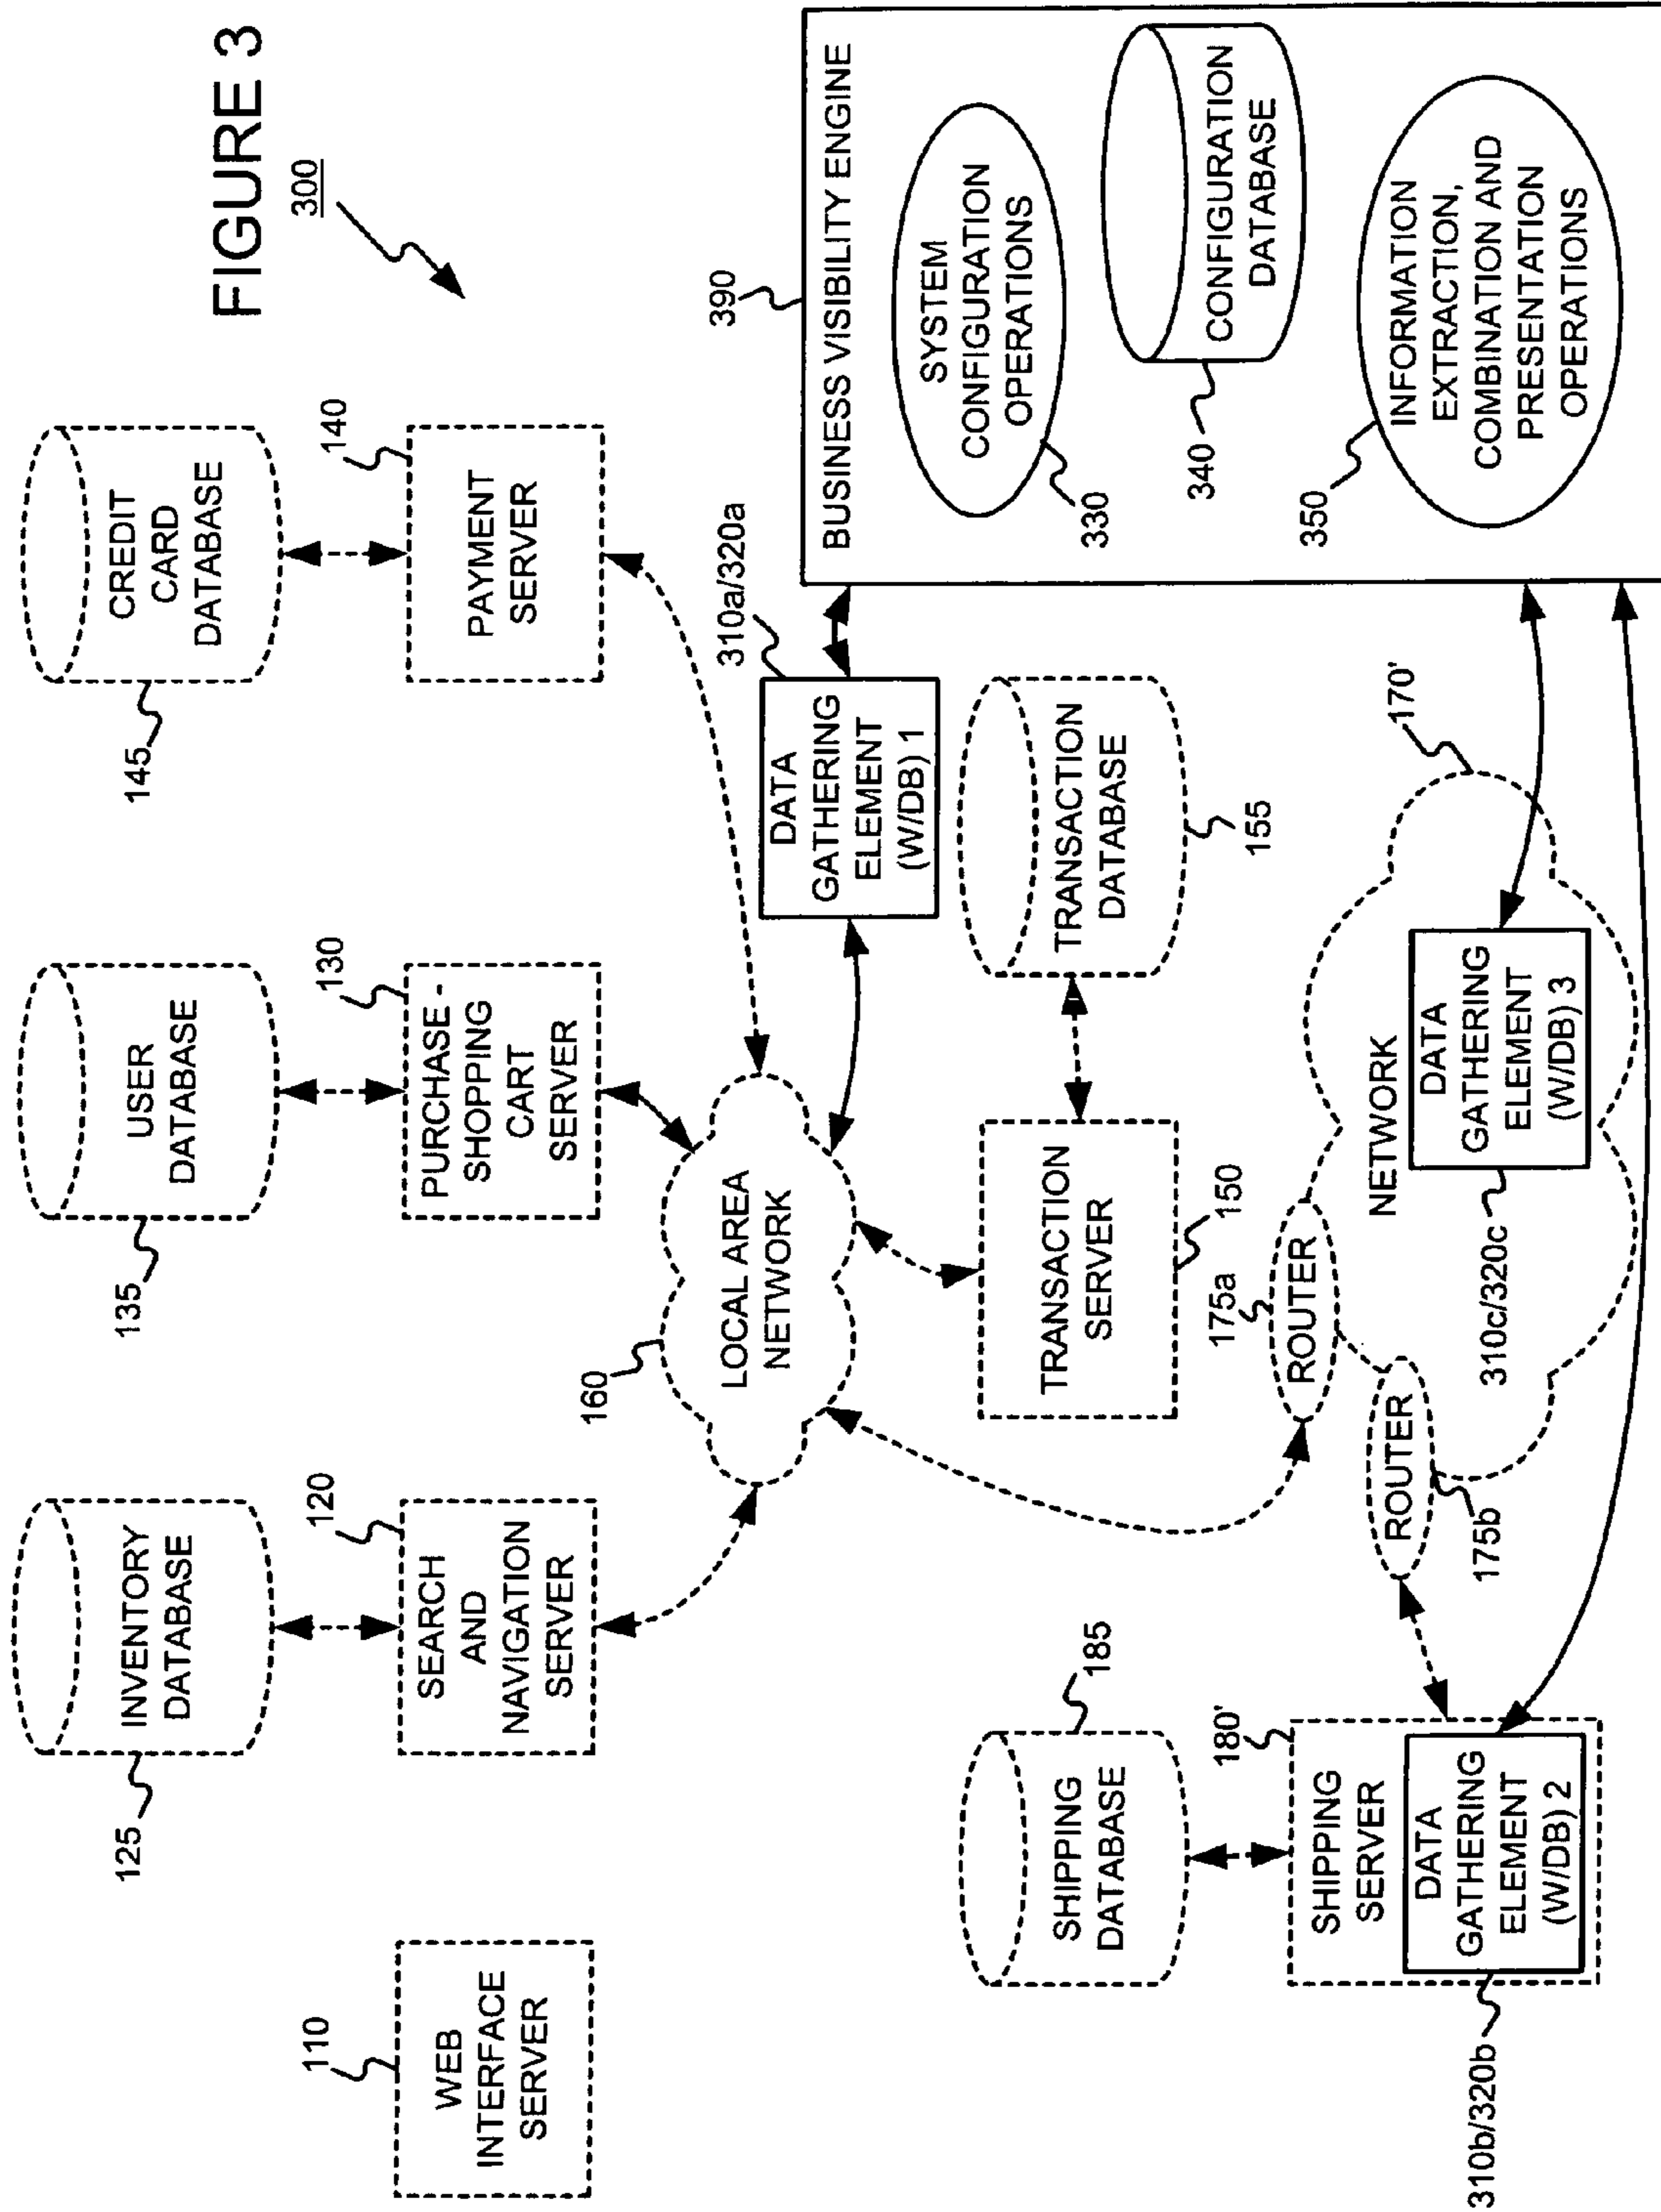 FIGURE 3
300
110
WEB
INTERFACE
SERVER
INVENTORY
DATABASE
125
120
SEARCH
AND
NAVIGATION
SERVER
USER
DATABASE
135
130
PURCHASE -
SHOPPING
CART
SERVER
CREDIT
CARD
DATABASE
145
140
PAYMENT
SERVER
160
LOCAL AREA
NETWORK
310a/320a
DATA
GATHERING
ELEMENT
(W/DB) 1
TRANSACTION
SERVER
150
TRANSACTION
DATABASE
155
SHIPPING
DATABASE
185
180'
SHIPPING
SERVER
DATA
GATHERING
ELEMENT
(W/DB) 2
310b/320b
175a
ROUTER
ROUTER
175b
170'
NETWORK
DATA
GATHERING
ELEMENT
(W/DB) 3
310c/320c
390
BUSINESS VISIBILITY ENGINE
SYSTEM
CONFIGURATION
OPERATIONS
330
CONFIGURATION
DATABASE
340
350
INFORMATION
EXTRACTION,
COMBINATION AND
PRESENTATION
OPERATIONS